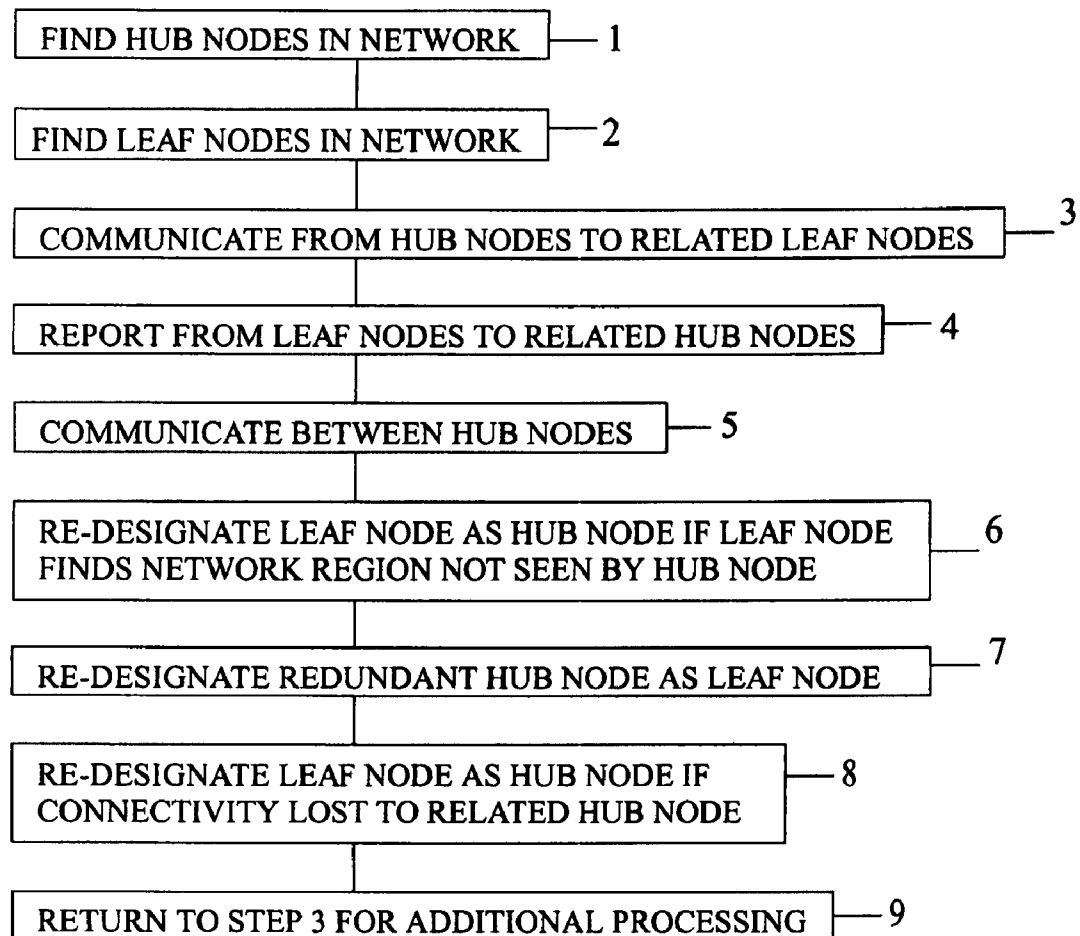 FIND HUB NODES IN NETWORK 1
FIND LEAF NODES IN NETWORK 2
COMMUNICATE FROM HUB NODES TO RELATED LEAF NODES 3
REPORT FROM LEAF NODES TO RELATED HUB NODES 4
COMMUNICATE BETWEEN HUB NODES 5
RE-DESIGNATE LEAF NODE AS HUB NODE IF LEAF NODE 6
FINDS NETWORK REGION NOT SEEN BY HUB NODE
RE-DESIGNATE REDUNDANT HUB NODE AS LEAF NODE 7
RE-DESIGNATE LEAF NODE AS HUB NODE IF 8
CONNECTIVITY LOST TO RELATED HUB NODE
RETURN TO STEP 3 FOR ADDITIONAL PROCESSING 9